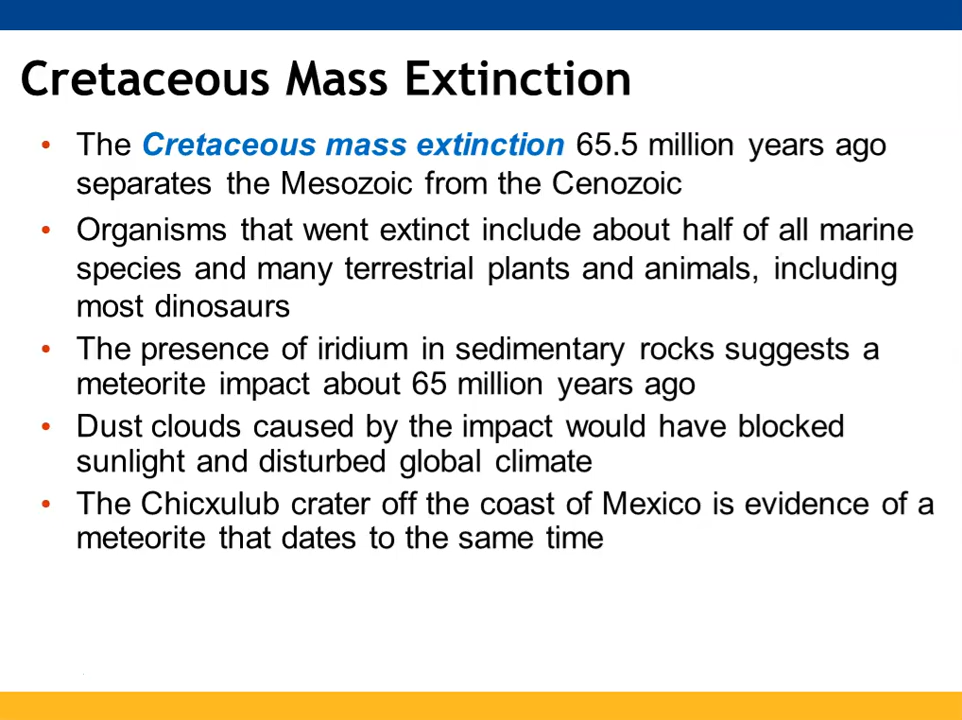 Cretaceous Mass Extinction
• The Cretaceous mass extinction 65.5 million years ago
separates the Mesozoic from the Cenozoic
• Organisms that went extinct include about half of all marine
species and many terrestrial plants and animals, including
most dinosaurs
• The presence of iridium in sedimentary rocks suggests a
meteorite impact about 65 million years ago
• Dust clouds caused by the impact would have blocked
sunlight and disturbed global climate
• The Chicxulub crater off the coast of Mexico is evidence of a
meteorite that dates to the same time